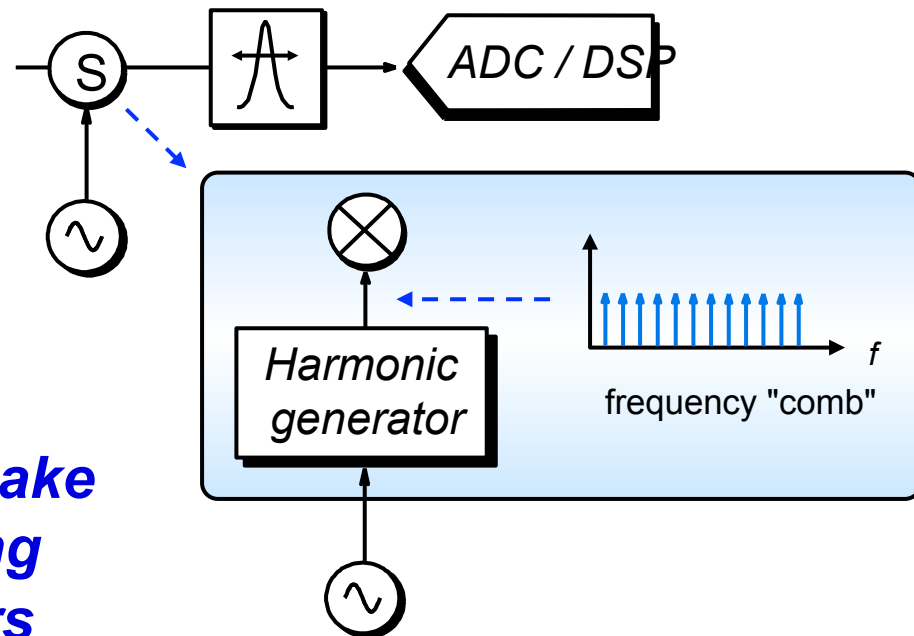 S
ADC / DSP
Harmonic
generator
f
frequency "comb"